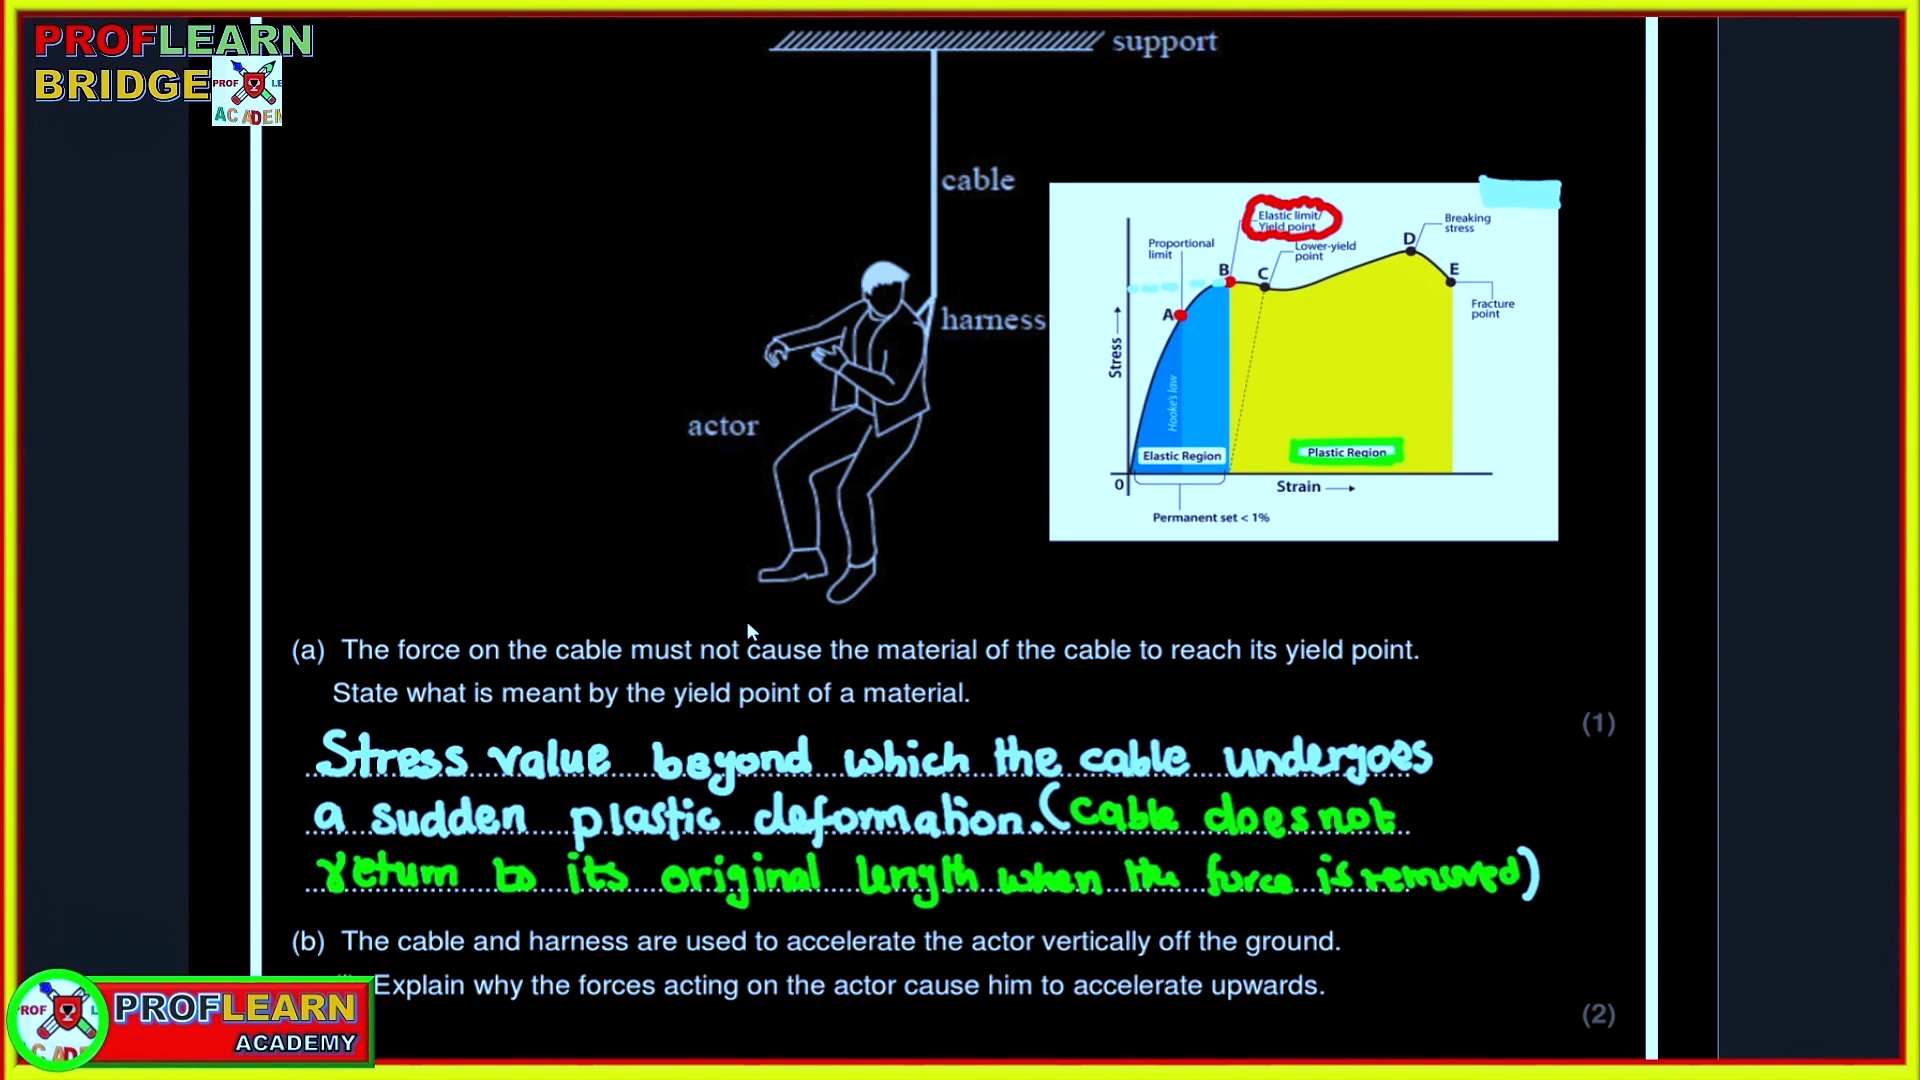 PROFLEARN
BRIDGE
PROF LE
ACADEM
support
cable
harness
actor
Elastic limit/
Yield point
Breaking
stress
Proportional
limit
Lower-yield
point
A
B
C
D
E
Fracture
point
Stress
Hooke's law
Elastic Region
Plastic Region
0
Strain
Permanent set < 1%
(a) The force on the cable must not cause the material of the cable to reach its yield point.
State what is meant by the yield point of a material.
(1)
Stress value beyond which the cable undergoes
a sudden plastic deformation. (cable does not
return to its original length when the force is removed)
(b) The cable and harness are used to accelerate the actor vertically off the ground.
Explain why the forces acting on the actor cause him to accelerate upwards.
(2)
PROFLEARN
ACADEMY